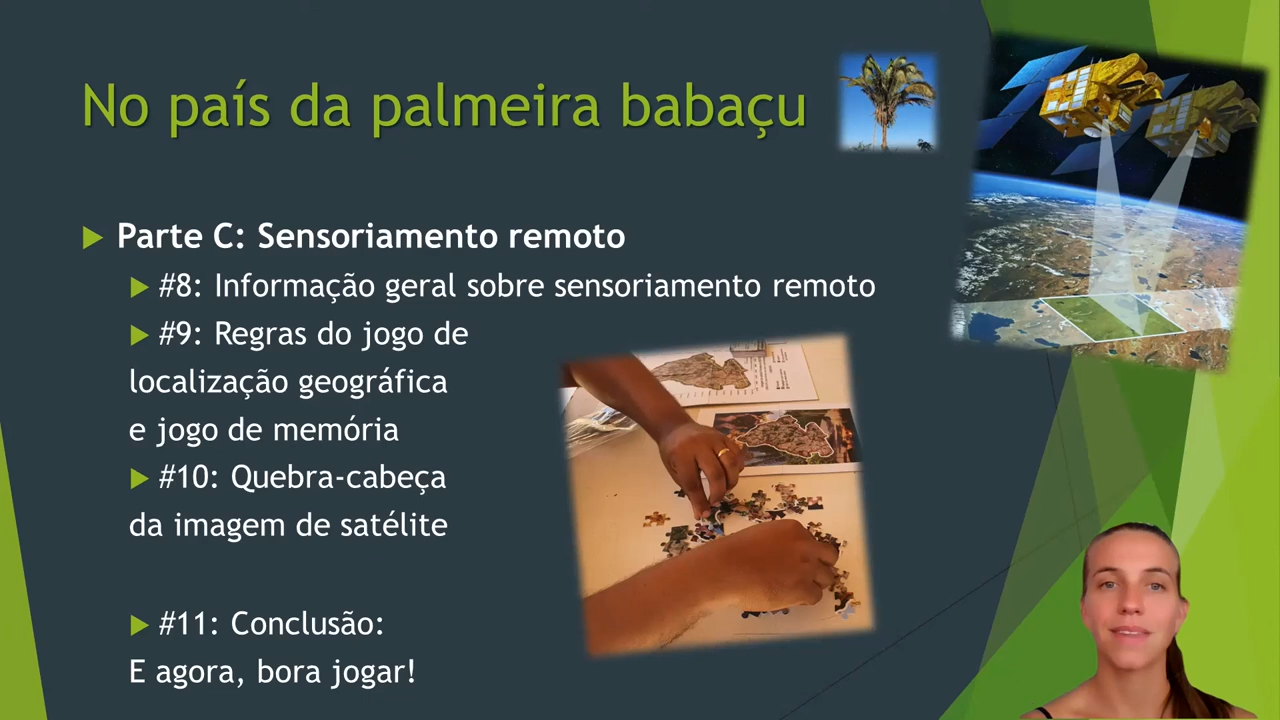 No país da palmeira babaçu
Parte C: Sensoriamento remoto
#8: Informação geral sobre sensoriamento remoto
#9: Regras do jogo de
localização geográfica
e jogo de memória
#10: Quebra-cabeça
da imagem de satélite
#11: Conclusão:
E agora, bora jogar!